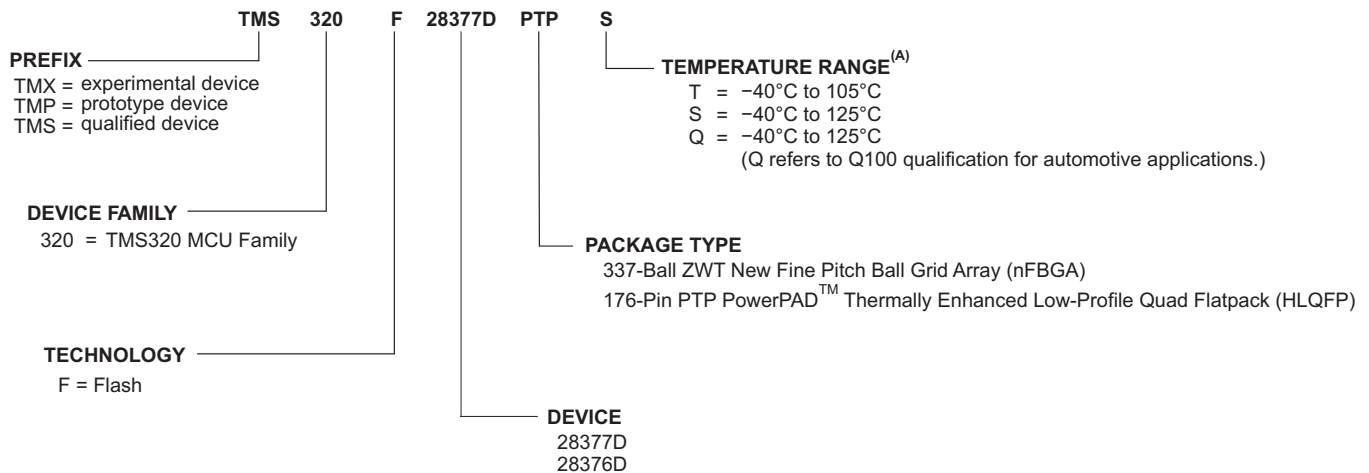 TMS 320 F 28377D PTP S
PREFIX
TMX = experimental device
TMP = prototype device
TMS = qualified device
TEMPERATURE RANGE(A)
T = −40°C to 105°C
S = −40°C to 125°C
Q = −40°C to 125°C
(Q refers to Q100 qualification for automotive applications.)
DEVICE FAMILY
320 = TMS320 MCU Family
PACKAGE TYPE
337-Ball ZWT New Fine Pitch Ball Grid Array (nFBGA)
176-Pin PTP PowerPAD™ Thermally Enhanced Low-Profile Quad Flatpack (HLQFP)
TECHNOLOGY
F = Flash
DEVICE
28377D
28376D